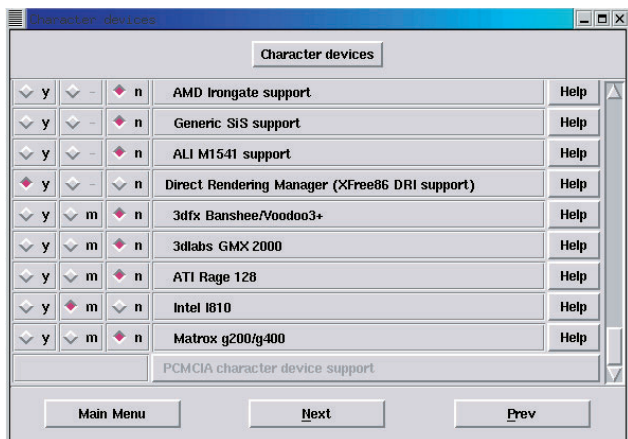 Character devices
Character devices
y - n AMD Irongate support Help
y - n Generic SiS support Help
y - n ALI M1541 support Help
y - n Direct Rendering Manager (XFree86 DRI support) Help
y m n 3dfx Banshee/Voodoo3+ Help
y m n 3dlabs GMX 2000 Help
y m n ATI Rage 128 Help
y m n Intel I810 Help
y m n Matrox g200/g400 Help
PCMCIA character device support
Main Menu Next Prev